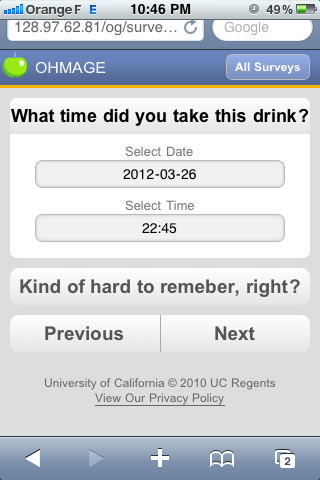 Orange F E 10:46 PM 49%
128.97.62.81/og/surve... Google
OHMAGE All Surveys
What time did you take this drink?
Select Date
2012-03-26
Select Time
22:45
Kind of hard to remeber, right?
Previous Next
University of California © 2010 UC Regents
View Our Privacy Policy
2